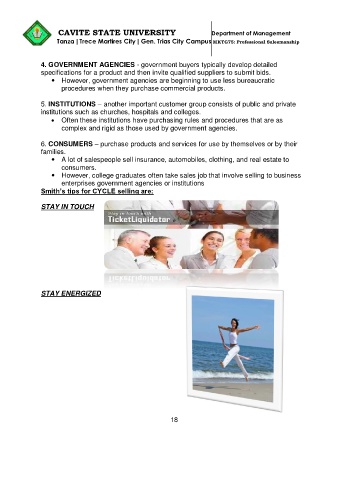 CAVITE STATE UNIVERSITY
Department of Management
Tanza | Trece Martires City | Gen. Trias City Campus
MKTG75: Professional Salesmanship
4. GOVERNMENT AGENCIES - government buyers typically develop detailed
specifications for a product and then invite qualified suppliers to submit bids.
• However, government agencies are beginning to use less bureaucratic
procedures when they purchase commercial products.
5. INSTITUTIONS – another important customer group consists of public and private
institutions such as churches, hospitals and colleges.
• Often these institutions have purchasing rules and procedures that are as
complex and rigid as those used by government agencies.
6. CONSUMERS – purchase products and services for use by themselves or by their
families.
• A lot of salespeople sell insurance, automobiles, clothing, and real estate to
consumers.
• However, college graduates often take sales job that involve selling to business
enterprises government agencies or institutions
Smith's tips for CYCLE selling are:
STAY IN TOUCH
Stay in touch with
TicketLiquidator
STAY ENERGIZED
18